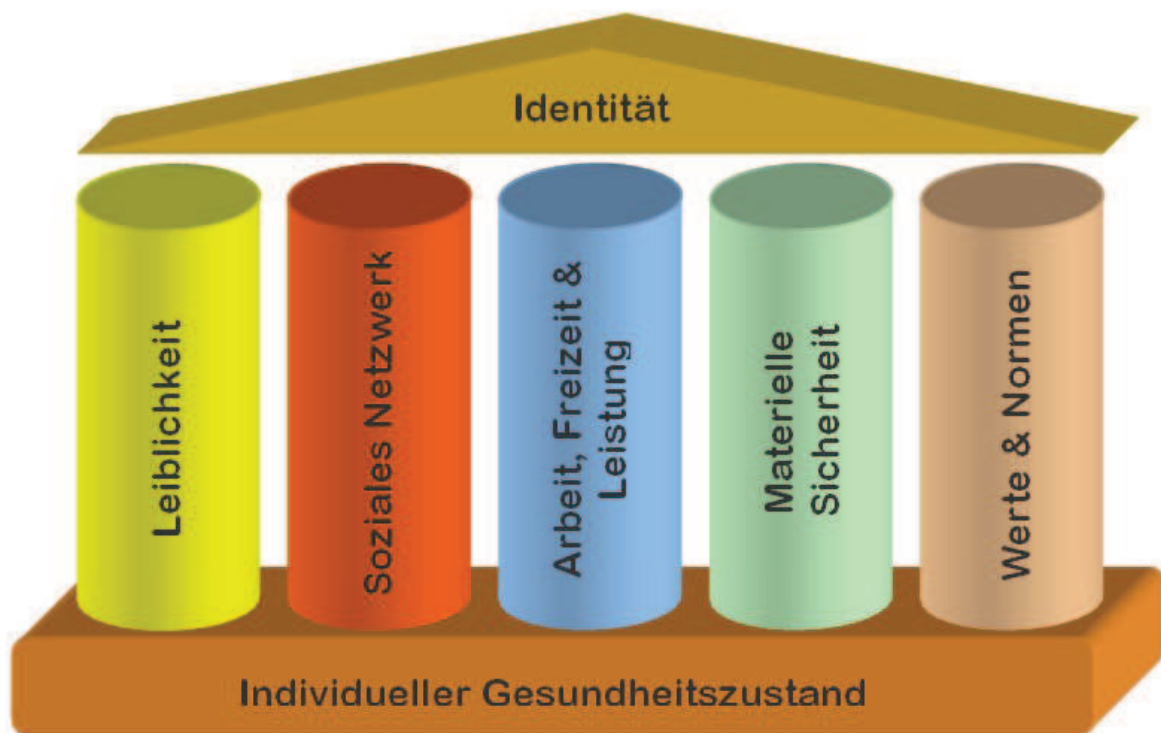 Identität
Leiblichkeit
Soziales Netzwerk
Arbeit, Freizeit &
Leistung
Materielle
Sicherheit
Werte & Normen
Individueller Gesundheitszustand